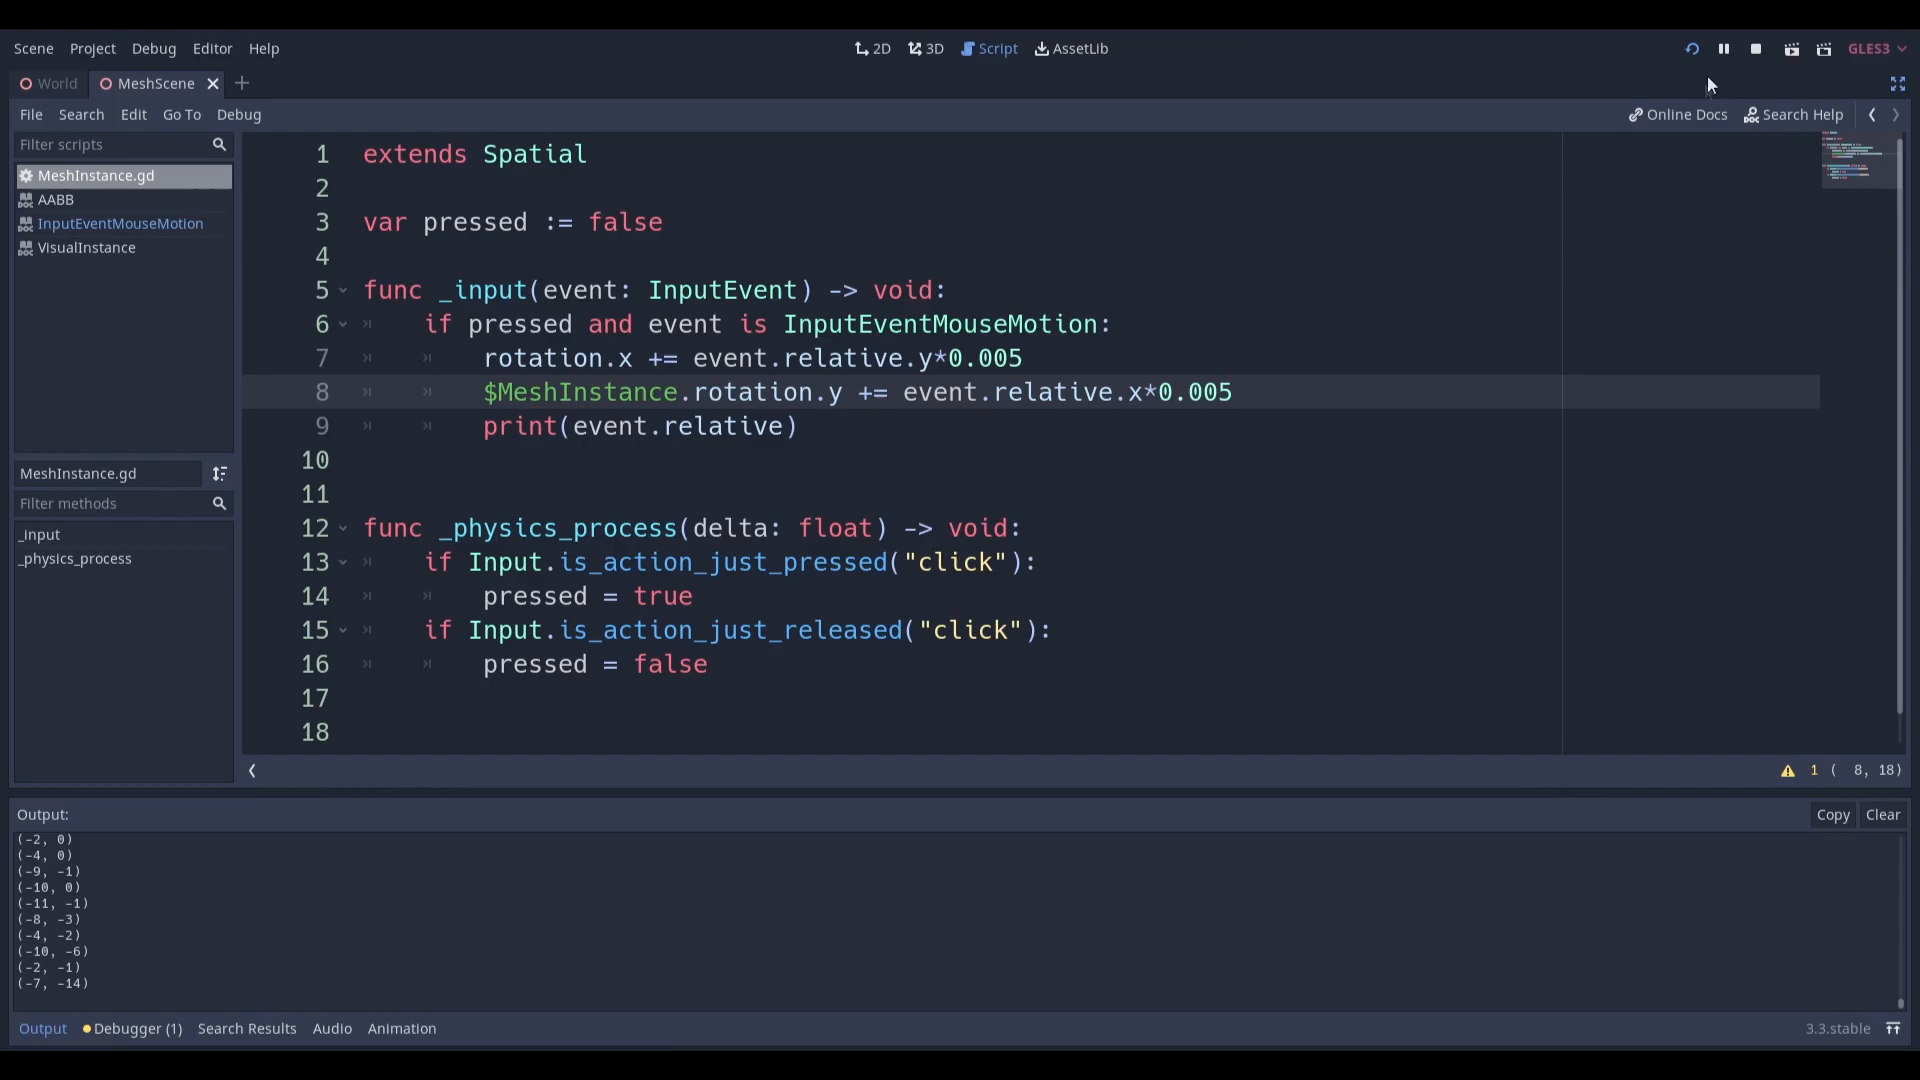 Scene Project Debug Editor Help 2D 3D Script AssetLib GLES3
World MeshScene
File Search Edit Go To Debug Online Docs Search Help
Filter scripts
MeshInstance.gd
AABB
InputEventMouseMotion
VisualInstance
MeshInstance.gd
Filter methods
_input
_physics_process
1 extends Spatial
2
3 var pressed := false
4
5 func _input(event: InputEvent) -> void:
6 if pressed and event is InputEventMouseMotion:
7 rotation.x += event.relative.y*0.005
8 $MeshInstance.rotation.y += event.relative.x*0.005
9 print(event.relative)
10
11
12 func _physics_process(delta: float) -> void:
13 if Input.is_action_just_pressed("click"):
14 pressed = true
15 if Input.is_action_just_released("click"):
16 pressed = false
17
18
1 ( 8, 18)
Output: Copy Clear
(-2, 0)
(-4, 0)
(-9, -1)
(-10, 0)
(-11, -1)
(-8, -3)
(-4, -2)
(-10, -6)
(-2, -1)
(-7, -14)
Output Debugger (1) Search Results Audio Animation 3.3.stable